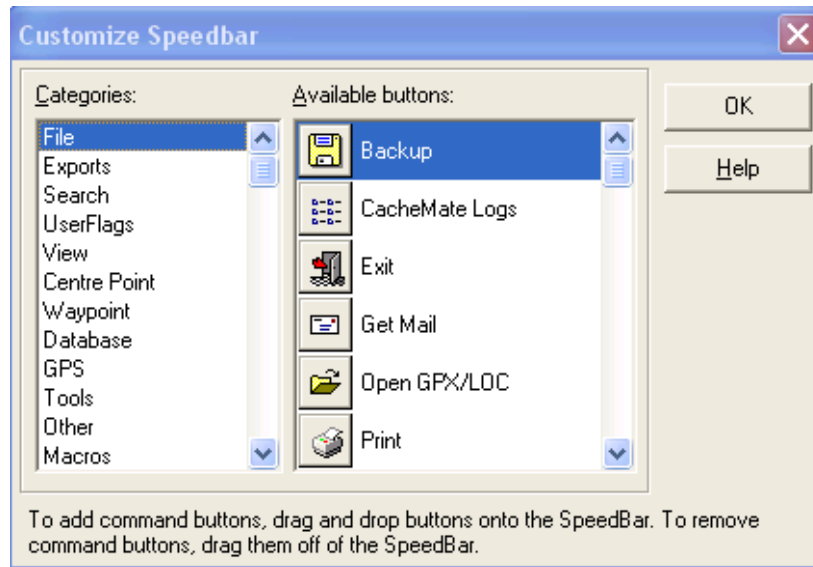 Customize Speedbar
Categories:
File
Exports
Search
UserFlags
View
Centre Point
Waypoint
Database
GPS
Tools
Other
Macros
Available buttons:
Backup
CacheMate Logs
Exit
Get Mail
Open GPX/LOC
Print
OK
Help
To add command buttons, drag and drop buttons onto the SpeedBar. To remove
command buttons, drag them off of the SpeedBar.